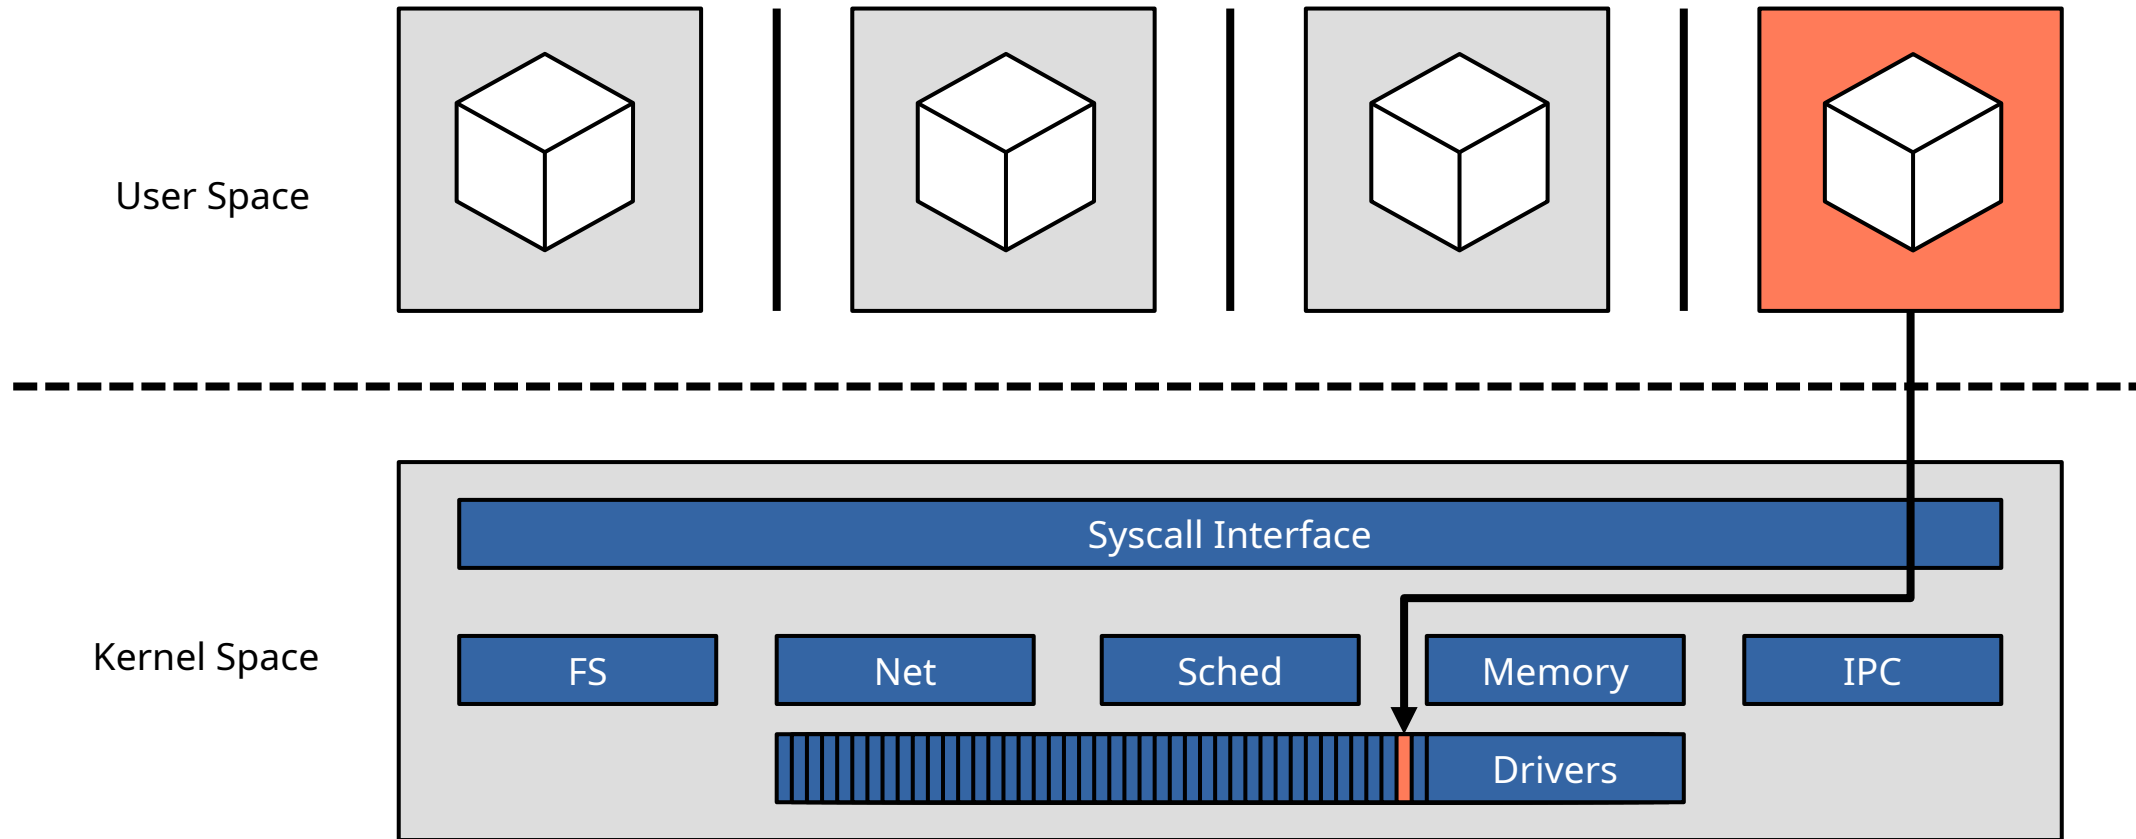 User Space
Syscall Interface
Kernel Space
FS
Net
Sched
Memory
IPC
Drivers